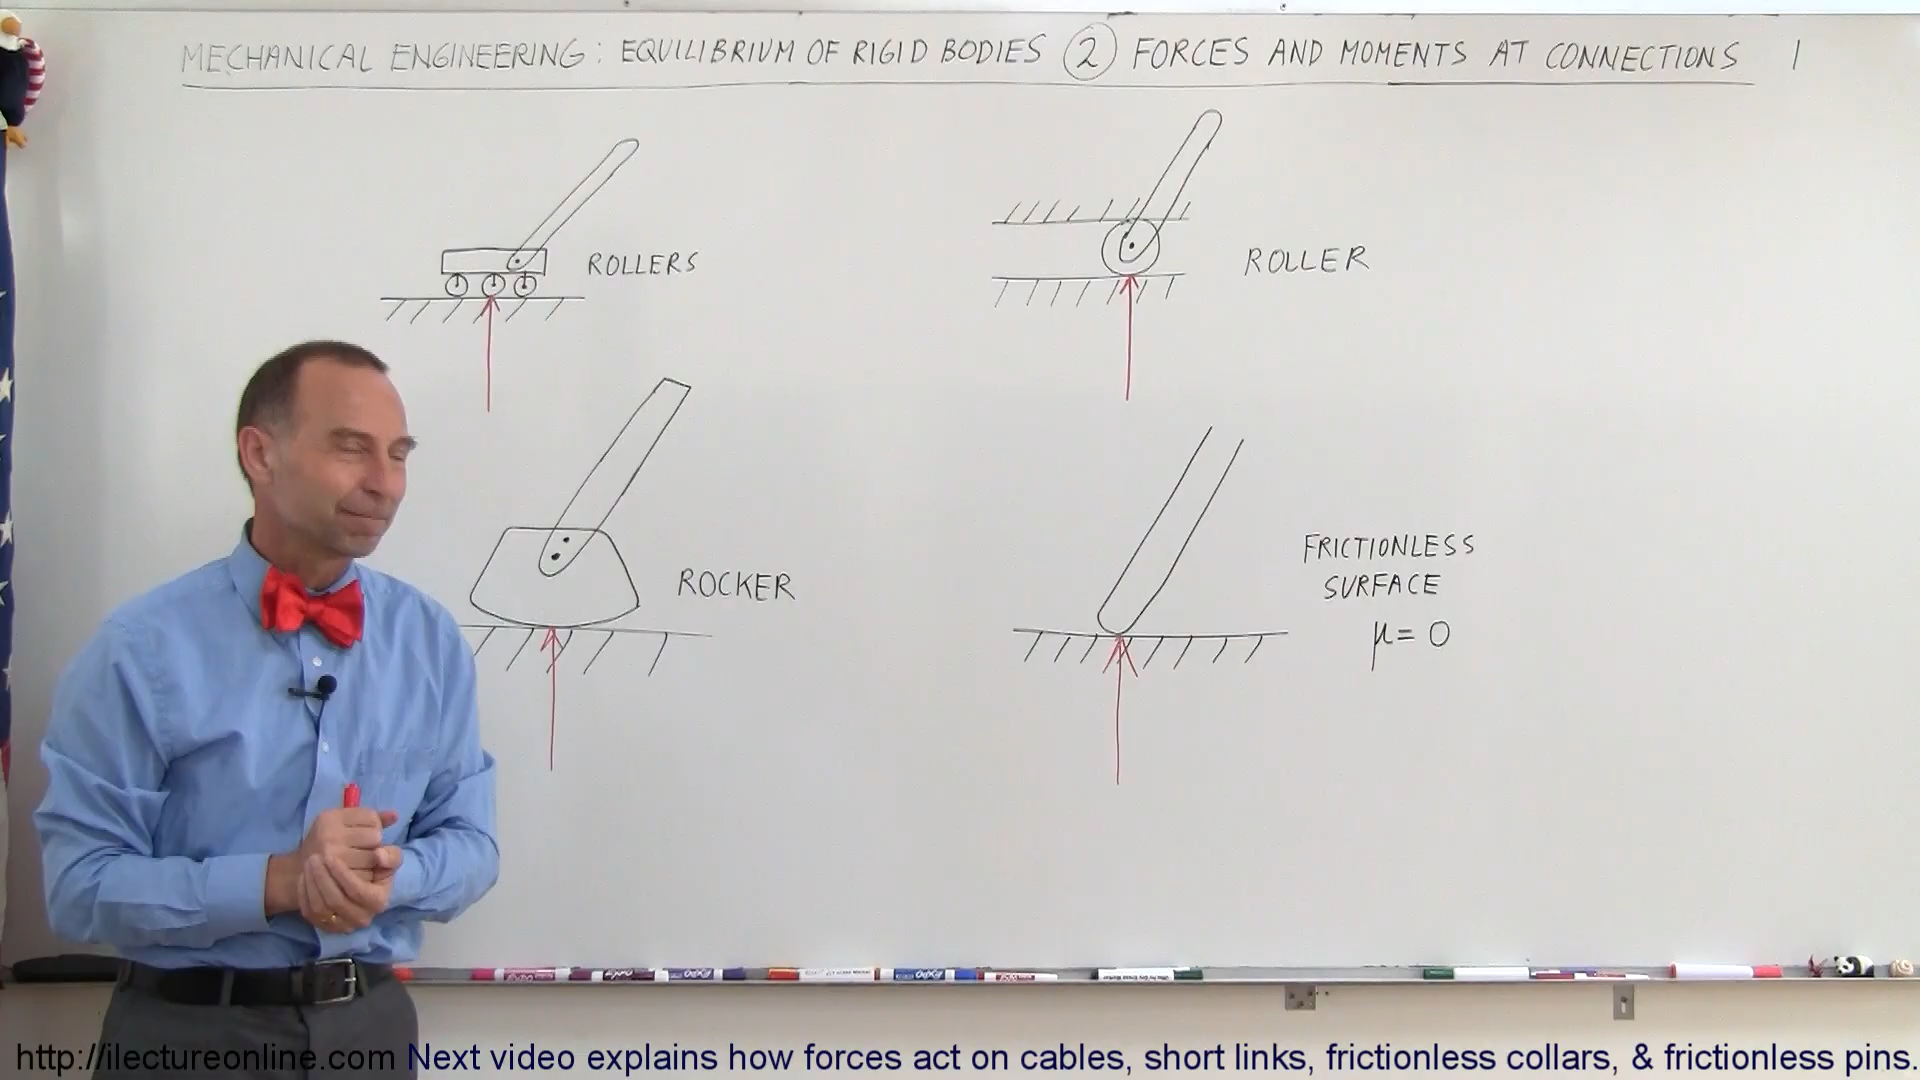 MECHANICAL ENGINEERING: EQUILIBRIUM OF RIGID BODIES ② FORCES AND MOMENTS AT CONNECTIONS 1
ROLLERS
ROLLER
ROCKER
FRICTIONLESS
SURFACE
μ = 0
http://ilectureonline.com Next video explains how forces act on cables, short links, frictionless collars, & frictionless pins.